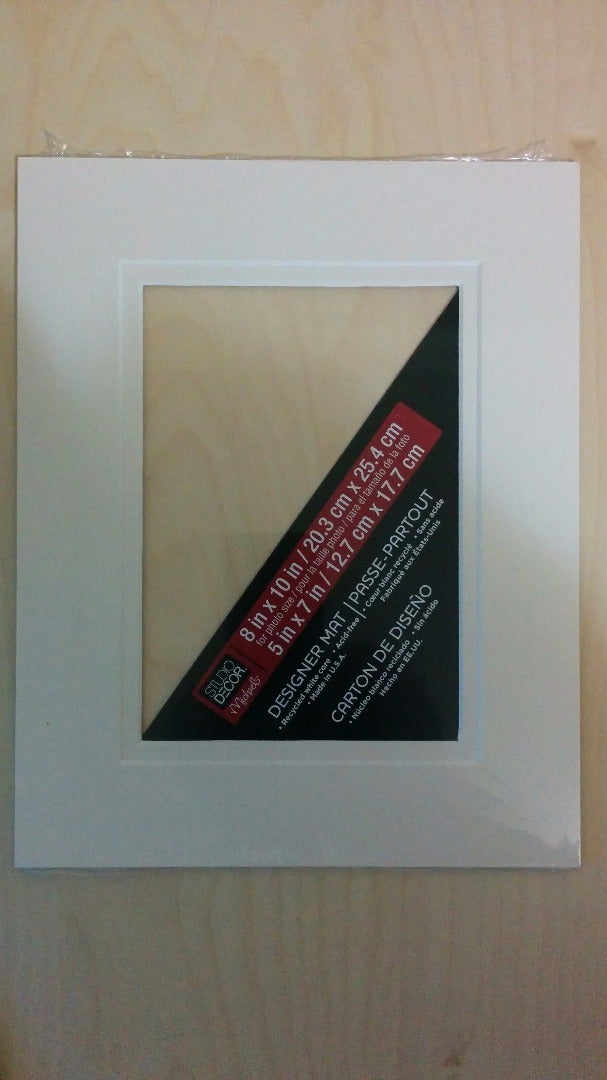 STUDIO
DÉCOR.
Michaels
8 in x 10 in / 20.3 cm x 25.4 cm
for photo size / pour la taille photo / para el tamaño de la foto
5 in x 7 in / 12.7 cm x 17.7 cm
DESIGNER MAT | PASSE-PARTOUT
• Recycled white core • Acid-free
• Made in U.S.A.
• Cœur blanc recyclé • Sans acide
Fabriqué aux États-Unis
CARTON DE DISEÑO
• Núcleo blanco reciclado • Sin ácido
Hecho en EE.UU.